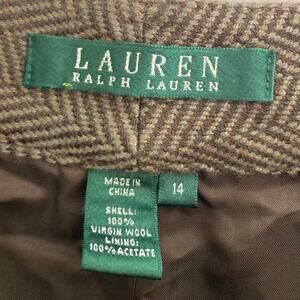 LAUREN
RALPH LAUREN
MADE IN
CHINA
14
SHELL:
100%
VIRGIN WOOL
LINING:
100% ACETATE